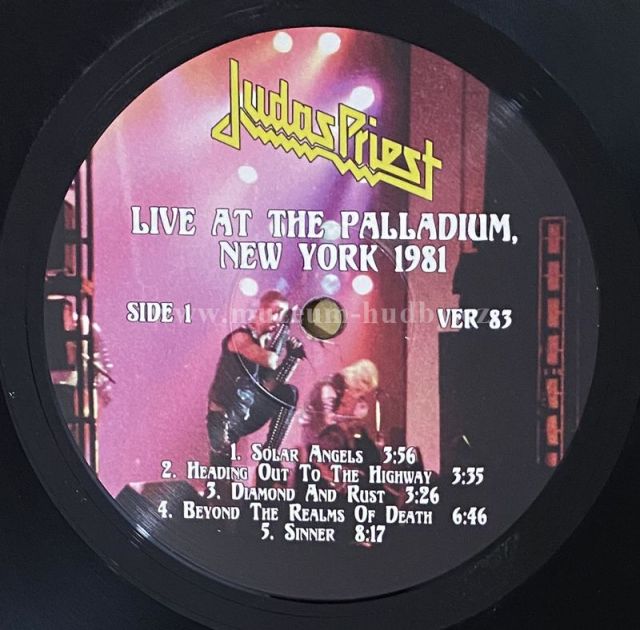 Judas Priest
LIVE AT THE PALLADIUM,
NEW YORK 1981
SIDE 1
VER 83
1. SOLAR ANGELS 3:56
2. HEADING OUT TO THE HIGHWAY 3:35
3. DIAMOND AND RUST 3:26
4. BEYOND THE REALMS OF DEATH 6:46
5. SINNER 8:17